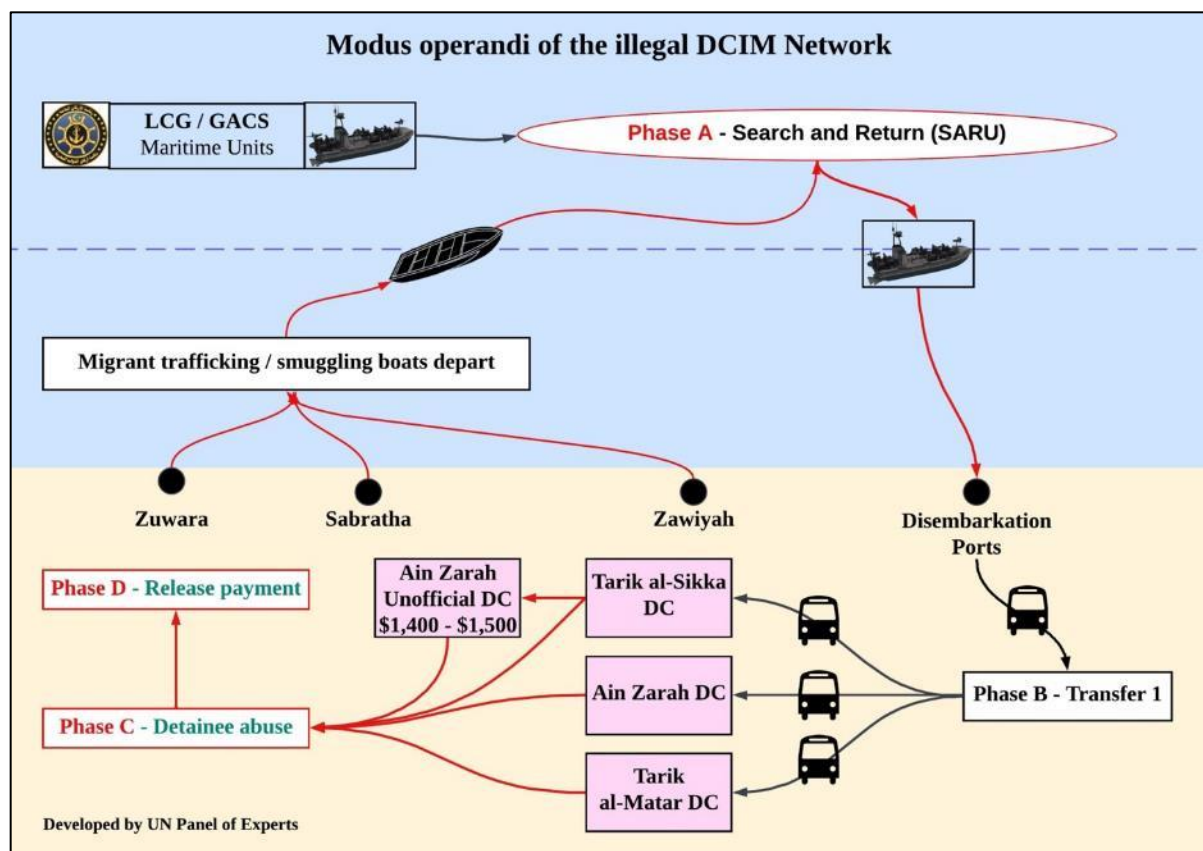 Modus operandi of the illegal DCIM Network
LCG / GACS
Maritime Units
Phase A - Search and Return (SARU)
Migrant trafficking / smuggling boats depart
Zuwara
Sabratha
Zawiyah
Disembarkation
Ports
Phase D - Release payment
Ain Zarah
Unofficial DC
$1,400 - $1,500
Tarik al-Sikka
DC
Ain Zarah DC
Phase B - Transfer 1
Phase C - Detainee abuse
Tarik
al-Matar DC
Developed by UN Panel of Experts